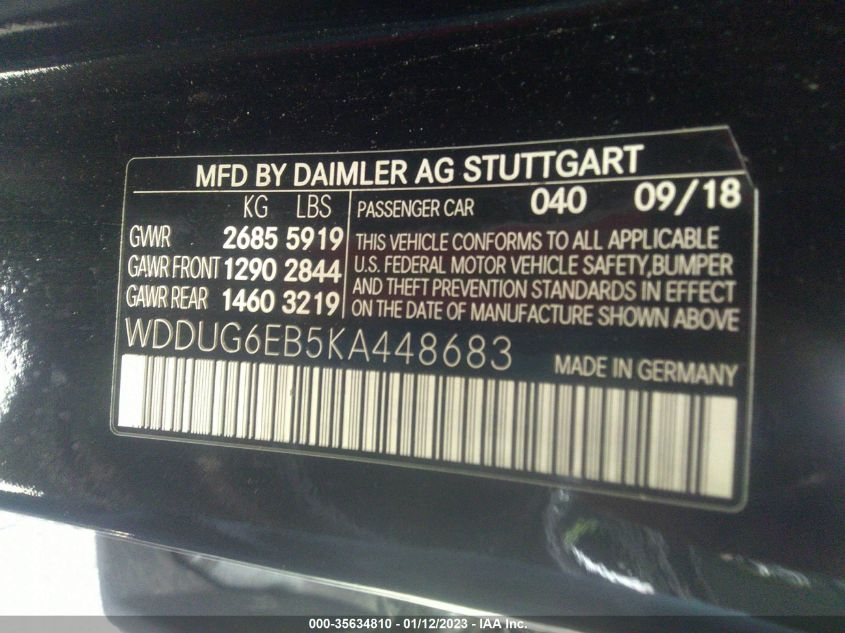 MFD BY DAIMLER AG STUTTGART
KG LBS
GVWR 2685 5919
GAWR FRONT 1290 2844
GAWR REAR 1460 3219
PASSENGER CAR 040 09/18
THIS VEHICLE CONFORMS TO ALL APPLICABLE
U.S. FEDERAL MOTOR VEHICLE SAFETY, BUMPER
AND THEFT PREVENTION STANDARDS IN EFFECT
ON THE DATE OF MANUFACTURE SHOWN ABOVE
WDDUG6EB5KA448683
MADE IN GERMANY
000-35634810 - 01/12/2023 - IAA Inc.